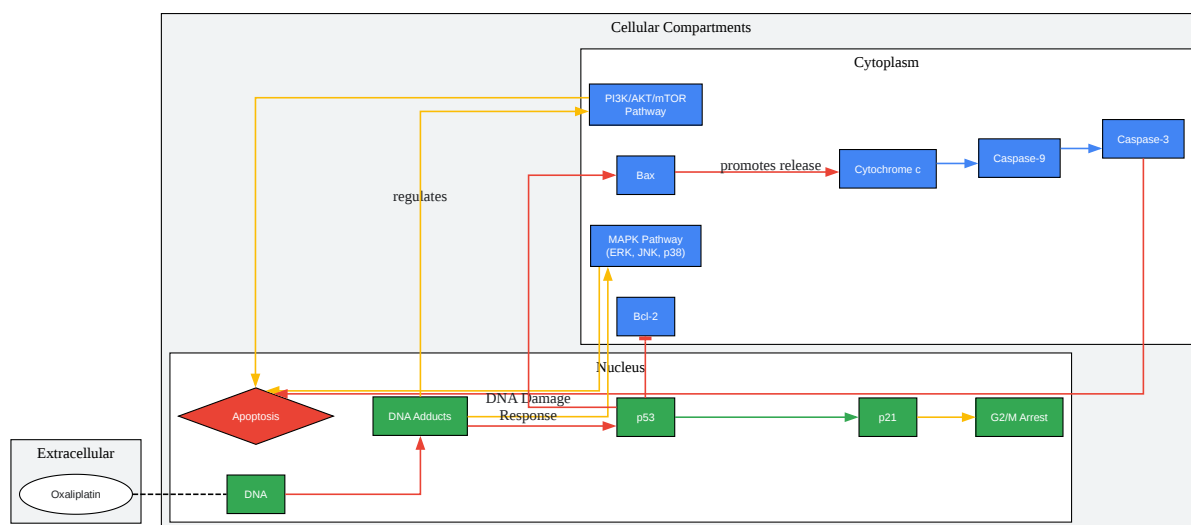 Cellular Compartments
Cytoplasm
PI3K/AKT/mTOR
Pathway
Caspase-3
Caspase-9
promotes release
Cytochrome c
Bax
regulates
MAPK Pathway
(ERK, JNK, p38)
Bcl-2
Nucleus
DNA Damage
Response
Apoptosis
DNA Adducts
p53
p21
G2/M Arrest
Extracellular
Oxaliplatin
DNA